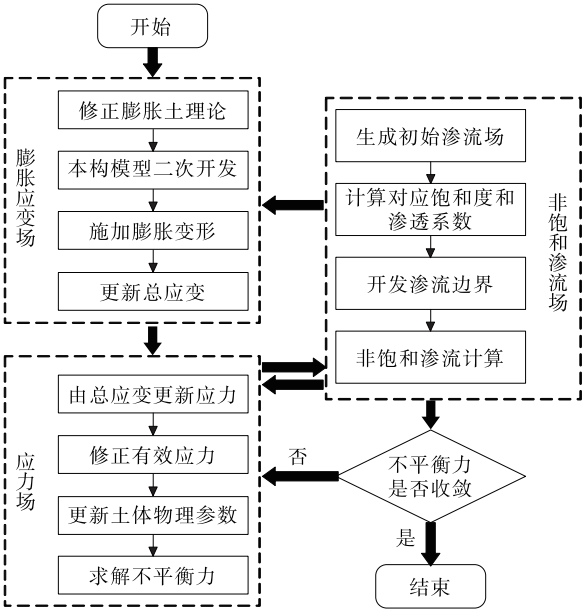 开始
膨胀应变场
修正膨胀土理论
本构模型二次开发
施加膨胀变形
更新总应变
非饱和渗流场
生成初始渗流场
计算对应饱和度和
渗透系数
开发渗流边界
非饱和渗流计算
应力场
由总应变更新应力
修正有效应力
更新土体物理参数
求解不平衡力
不平衡力
是否收敛
否
是
结束